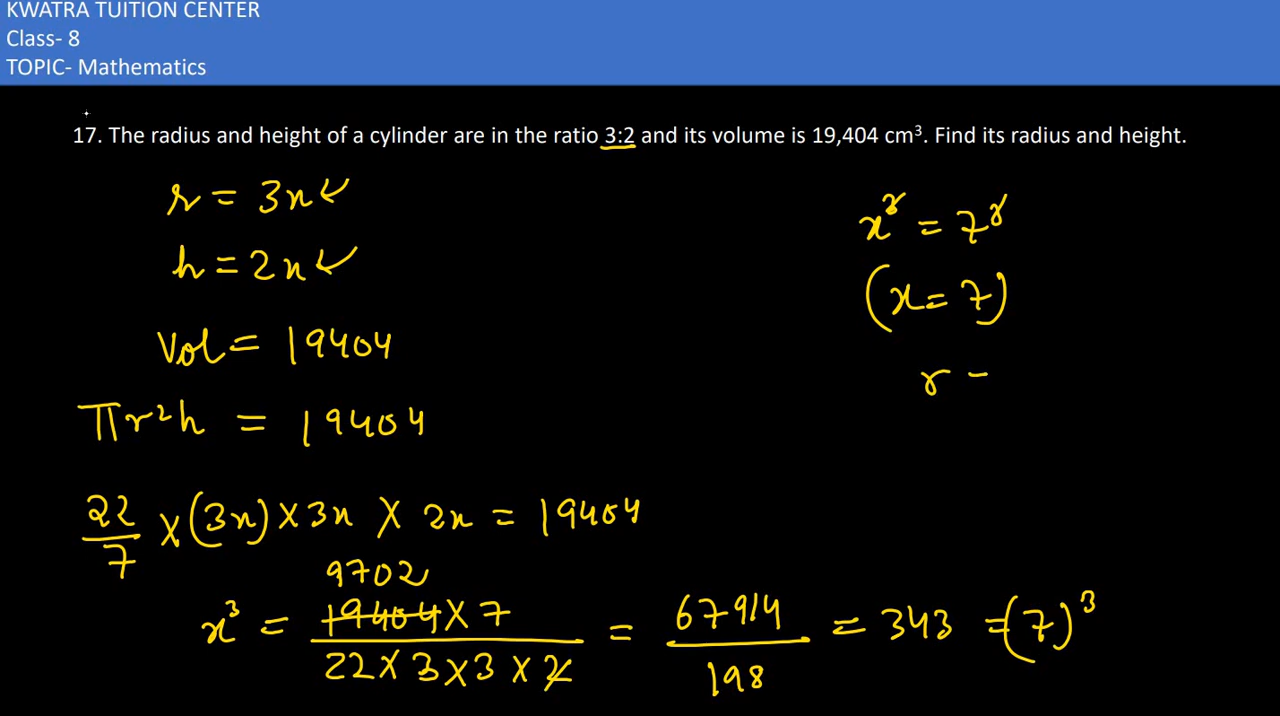 KWATRA TUITION CENTER
Class- 8
TOPIC- Mathematics
17. The radius and height of a cylinder are in the ratio 3:2 and its volume is 19,404 cm³. Find its radius and height.
r = 3x
h = 2x
Vol = 19404
πr²h = 19404
22/7 × (3x) × 3x × 2x = 19404
9702
x³ = 19404 × 7 / 22 × 3 × 3 × 2 = 67914 / 198 = 343 = (7)³
x³ = 7³
(x = 7)
r =